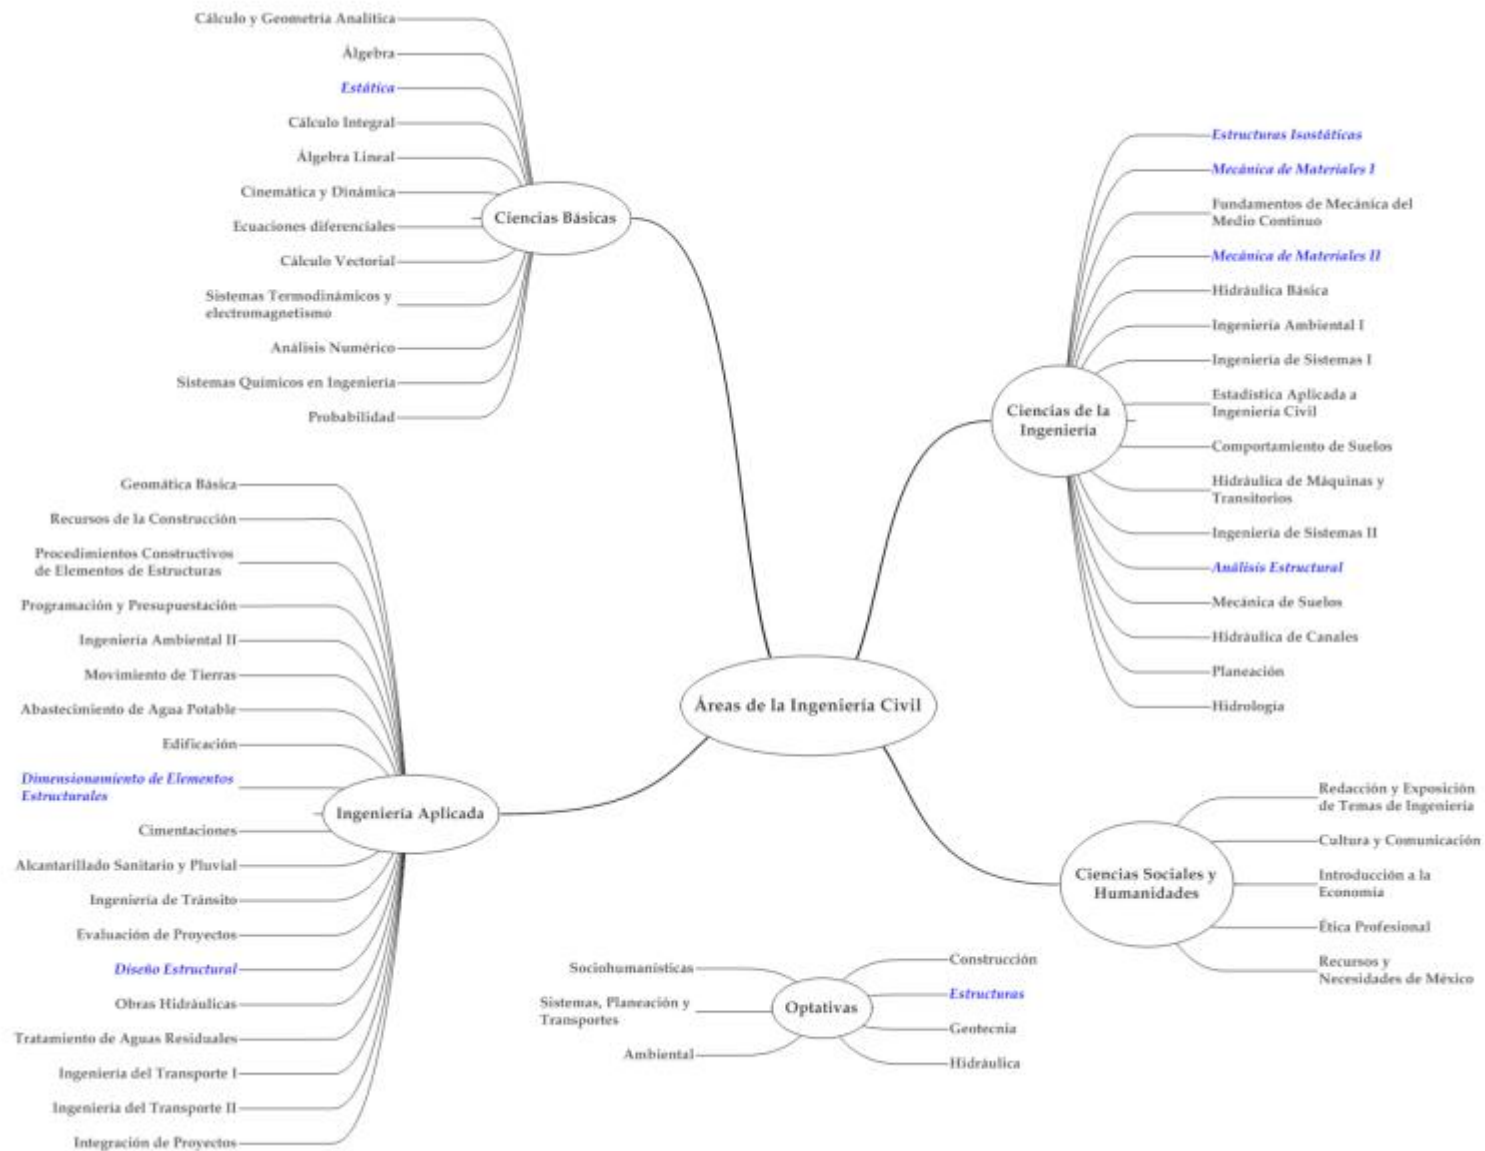 Cálculo y Geometría Analítica
Álgebra
Estática
Cálculo Integral
Álgebra Lineal
Cinemática y Dinámica
Ecuaciones diferenciales
Cálculo Vectorial
Sistemas Termodinámicos y
electromagnetismo
Análisis Numérico
Sistemas Químicos en Ingeniería
Probabilidad
Ciencias Básicas
Estructuras Isostáticas
Mecánica de Materiales I
Fundamentos de Mecánica del
Medio Continuo
Mecánica de Materiales II
Hidráulica Básica
Ingeniería Ambiental I
Ingeniería de Sistemas I
Estadística Aplicada a
Ingeniería Civil
Comportamiento de Suelos
Hidráulica de Máquinas y
Transitorios
Ingeniería de Sistemas II
Análisis Estructural
Mecánica de Suelos
Hidráulica de Canales
Planeación
Hidrología
Ciencias de la
Ingeniería
Áreas de la Ingeniería Civil
Geomática Básica
Recursos de la Construcción
Procedimientos Constructivos
de Elementos de Estructuras
Programación y Presupuestación
Ingeniería Ambiental II
Movimiento de Tierras
Abastecimiento de Agua Potable
Edificación
Dimensionamiento de Elementos
Estructurales
Cimentaciones
Alcantarillado Sanitario y Pluvial
Ingeniería de Tránsito
Evaluación de Proyectos
Diseño Estructural
Obras Hidráulicas
Tratamiento de Aguas Residuales
Ingeniería del Transporte I
Ingeniería del Transporte II
Integración de Proyectos
Ingeniería Aplicada
Ciencias Sociales y
Humanidades
Redacción y Exposición
de Temas de Ingeniería
Cultura y Comunicación
Introducción a la
Economía
Ética Profesional
Recursos y
Necesidades de México
Sociohumanísticas
Sistemas, Planeación y
Transportes
Ambiental
Optativas
Construcción
Estructuras
Geotecnia
Hidráulica